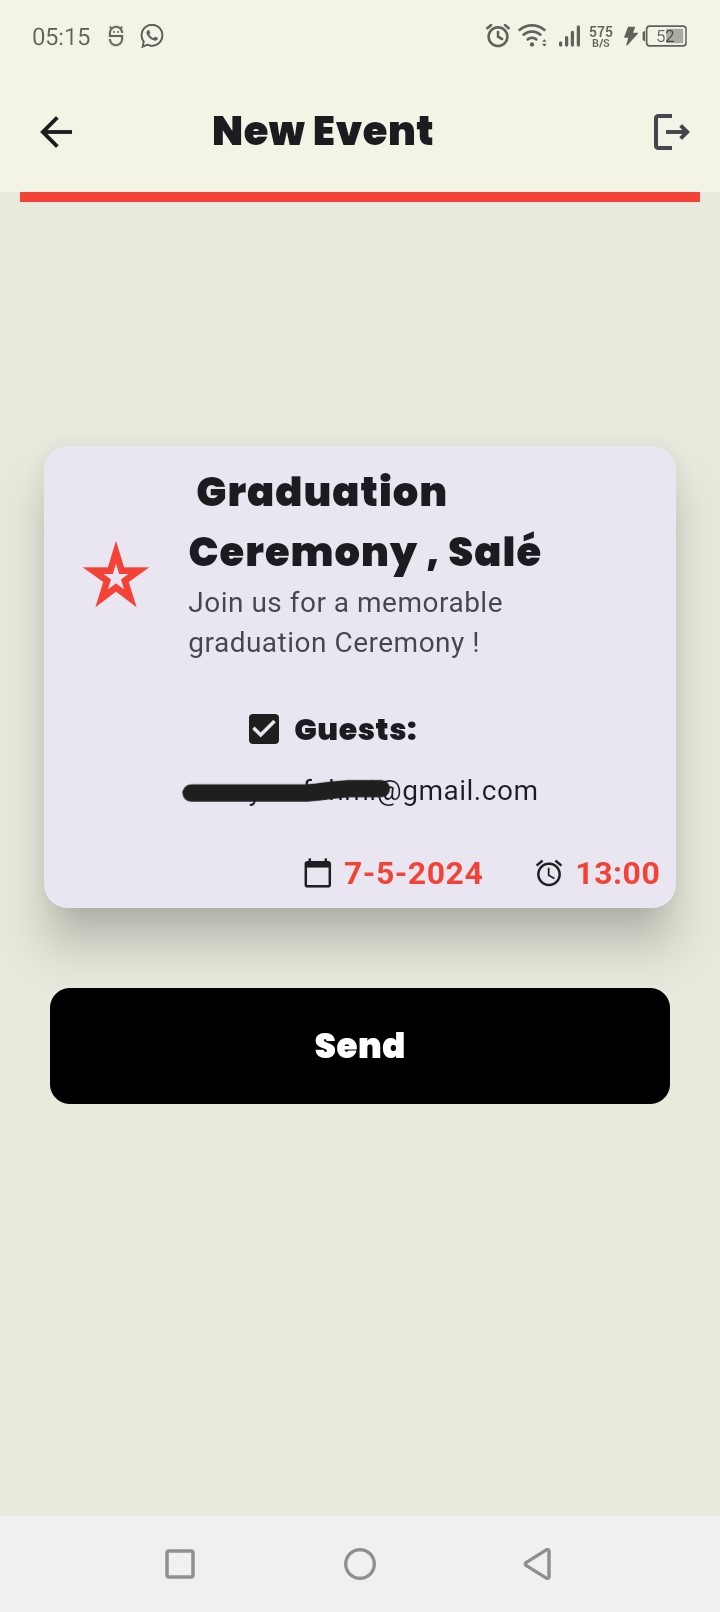 05:15
575
B/S
52
New Event
Graduation
Ceremony , Salé
Join us for a memorable
graduation Ceremony !
Guests:
@gmail.com
7-5-2024
13:00
Send